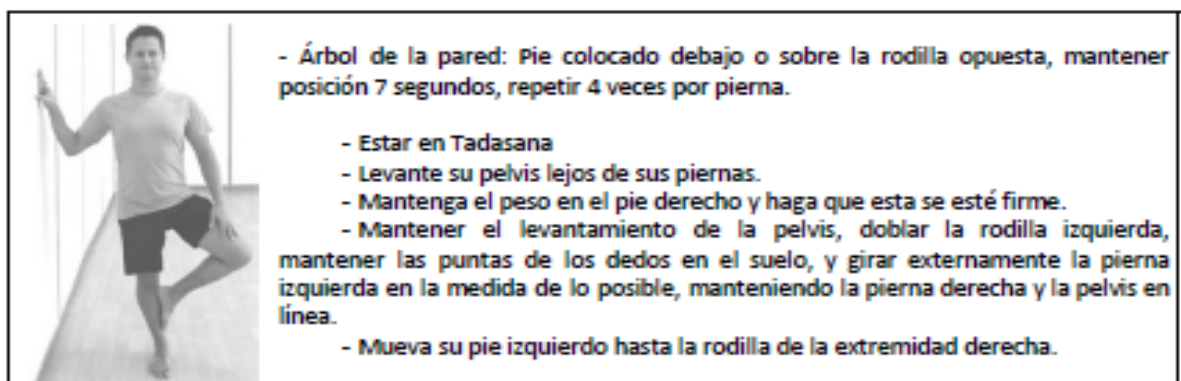 - Árbol de la pared: Pie colocado debajo o sobre la rodilla opuesta, mantener
posición 7 segundos, repetir 4 veces por pierna.
- Estar en Tadasana
- Levante su pelvis lejos de sus piernas.
- Mantenga el peso en el pie derecho y haga que esta se esté firme.
- Mantener el levantamiento de la pelvis, doblar la rodilla izquierda,
mantener las puntas de los dedos en el suelo, y girar externamente la pierna
izquierda en la medida de lo posible, manteniendo la pierna derecha y la pelvis en
línea.
- Mueva su pie izquierdo hasta la rodilla de la extremidad derecha.